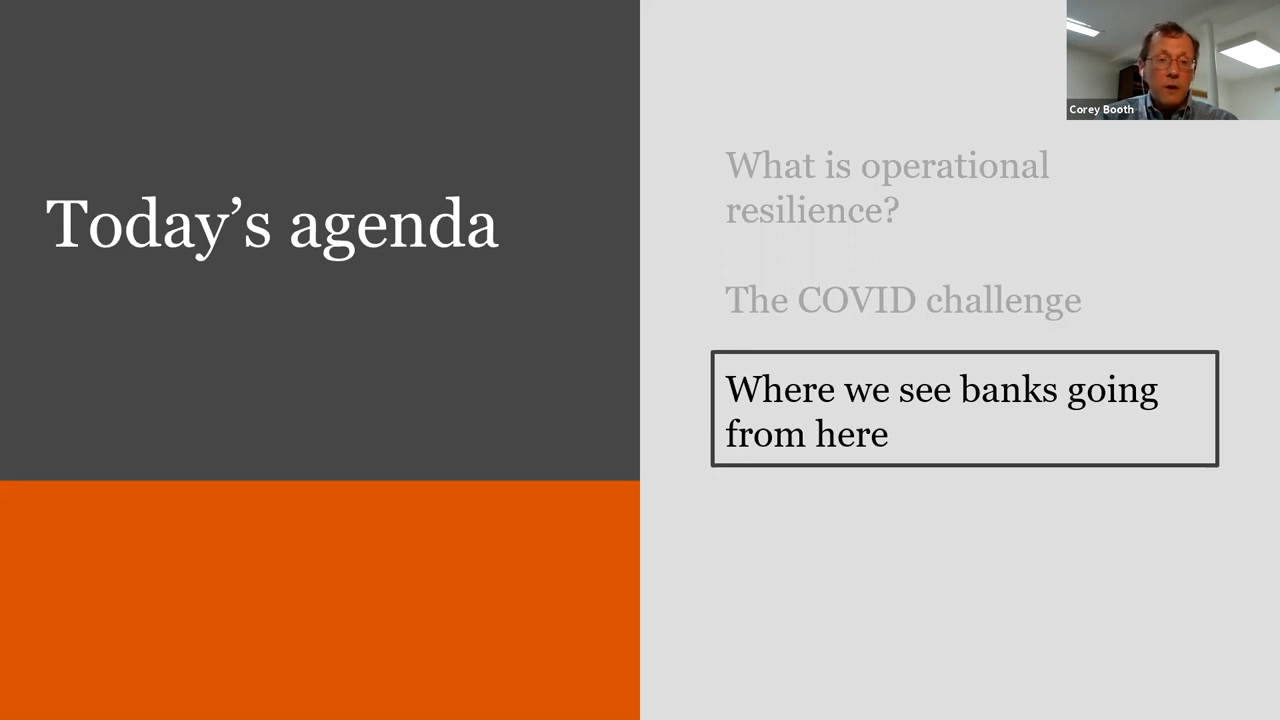 Corey Booth
Today’s agenda
What is operational
resilience?
The COVID challenge
Where we see banks going
from here